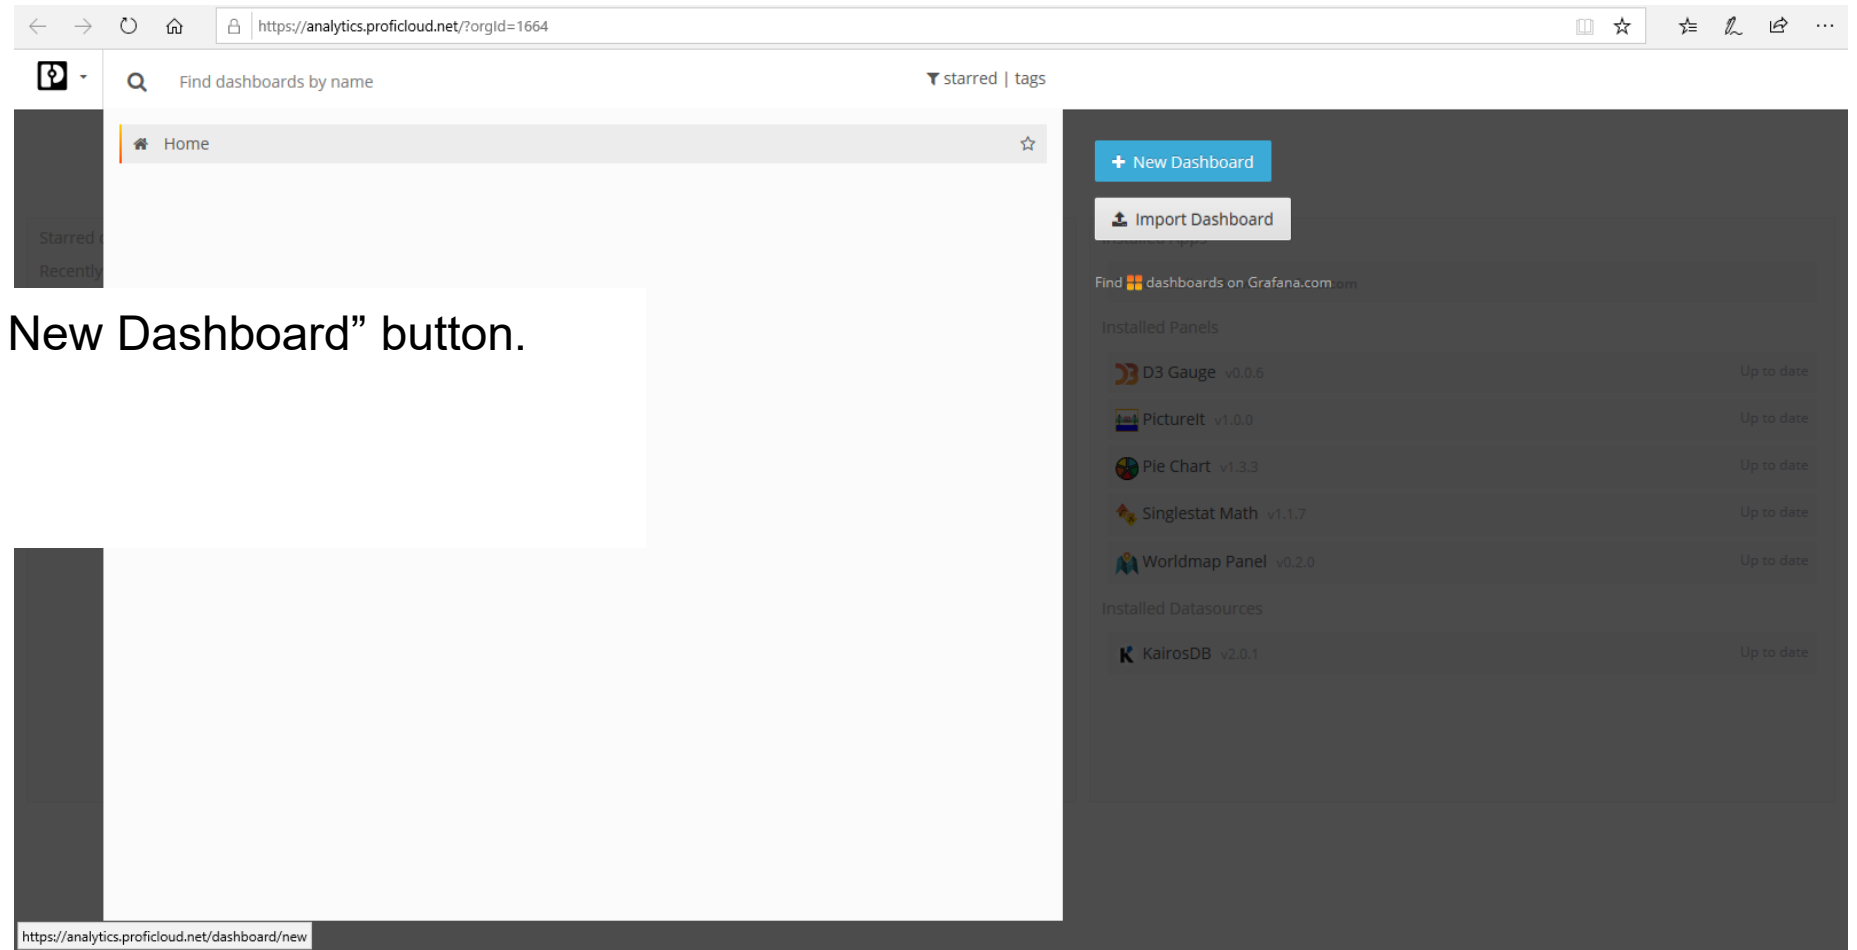 https://analytics.proficloud.net/?orgId=1664
Find dashboards by name
starred | tags
Home
New Dashboard
Import Dashboard
Starred
Installed Apps
Recently
Find dashboards on Grafana.com
New Dashboard” button.
Installed Panels
D3 Gauge v0.0.6 Up to date
PictureIt v1.0.0 Up to date
Pie Chart v1.3.3 Up to date
Singlestat Math v1.1.7 Up to date
Worldmap Panel v0.2.0 Up to date
Installed Datasources
KairosDB v2.0.1 Up to date
https://analytics.proficloud.net/dashboard/new